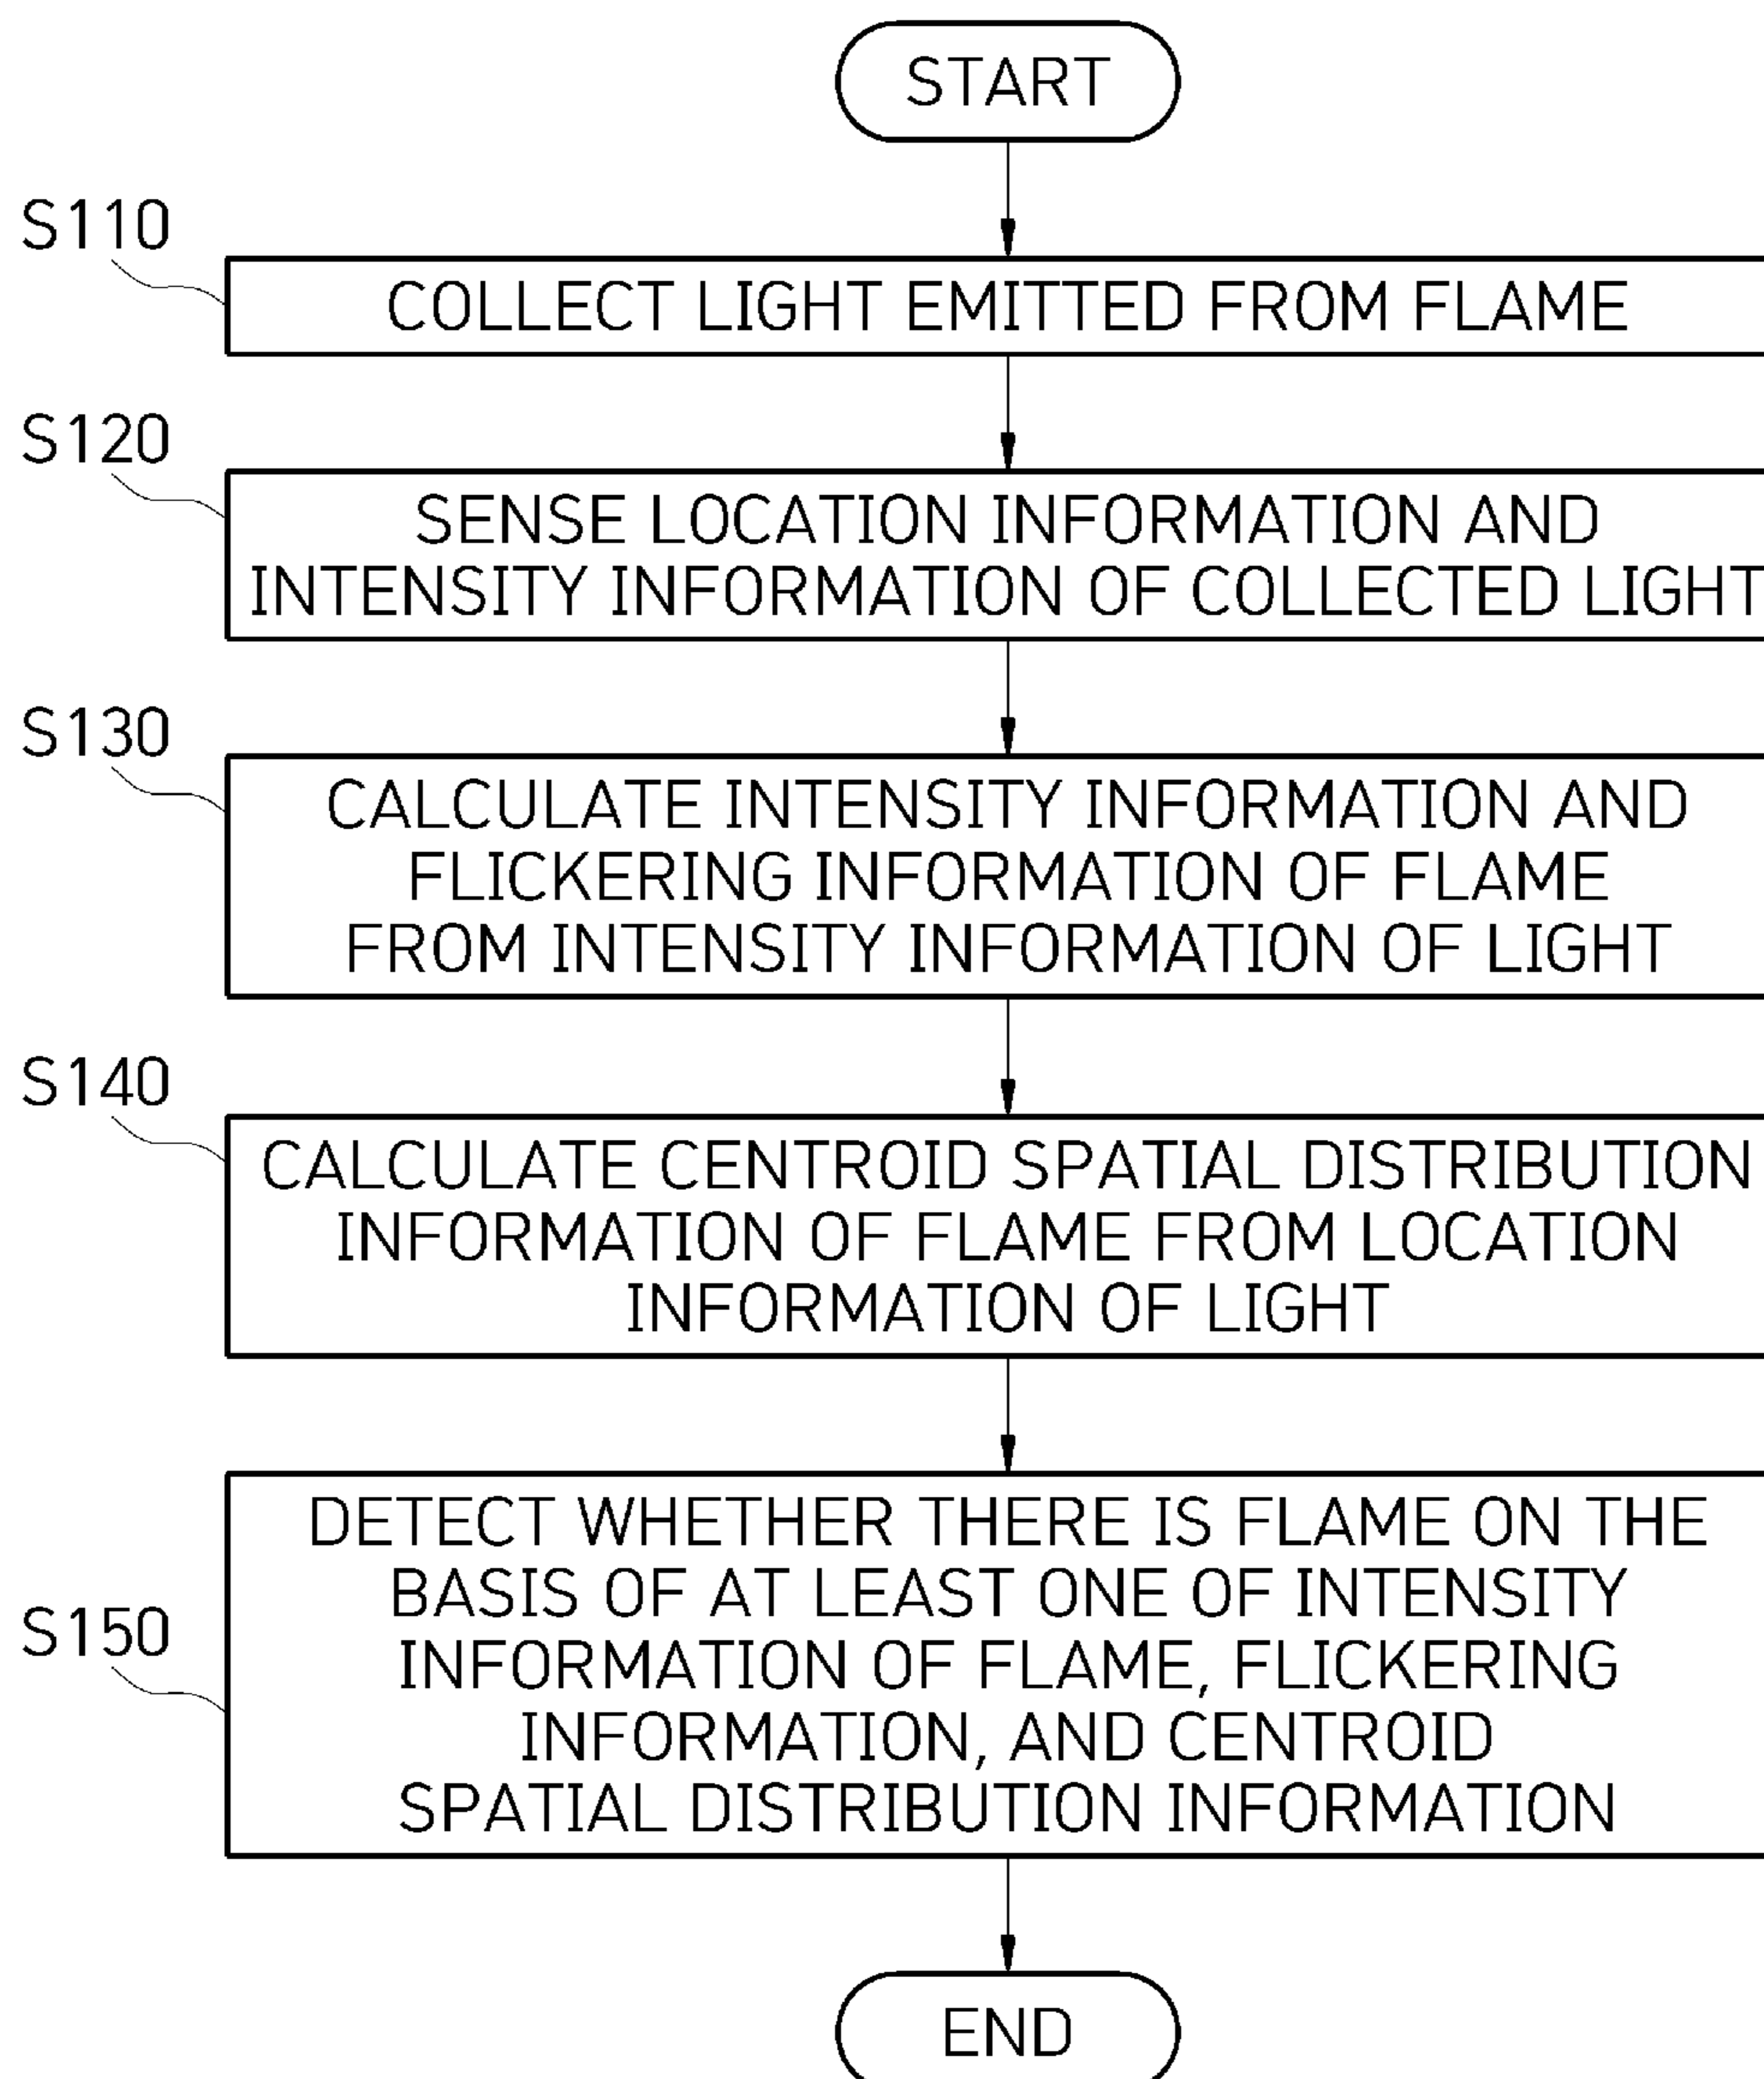 START
S110
COLLECT LIGHT EMITTED FROM FLAME
S120
SENSE LOCATION INFORMATION AND
INTENSITY INFORMATION OF COLLECTED LIGHT
S130
CALCULATE INTENSITY INFORMATION AND
FLICKERING INFORMATION OF FLAME
FROM INTENSITY INFORMATION OF LIGHT
S140
CALCULATE CENTROID SPATIAL DISTRIBUTION
INFORMATION OF FLAME FROM LOCATION
INFORMATION OF LIGHT
S150
DETECT WHETHER THERE IS FLAME ON THE
BASIS OF AT LEAST ONE OF INTENSITY
INFORMATION OF FLAME, FLICKERING
INFORMATION, AND CENTROID
SPATIAL DISTRIBUTION INFORMATION
END